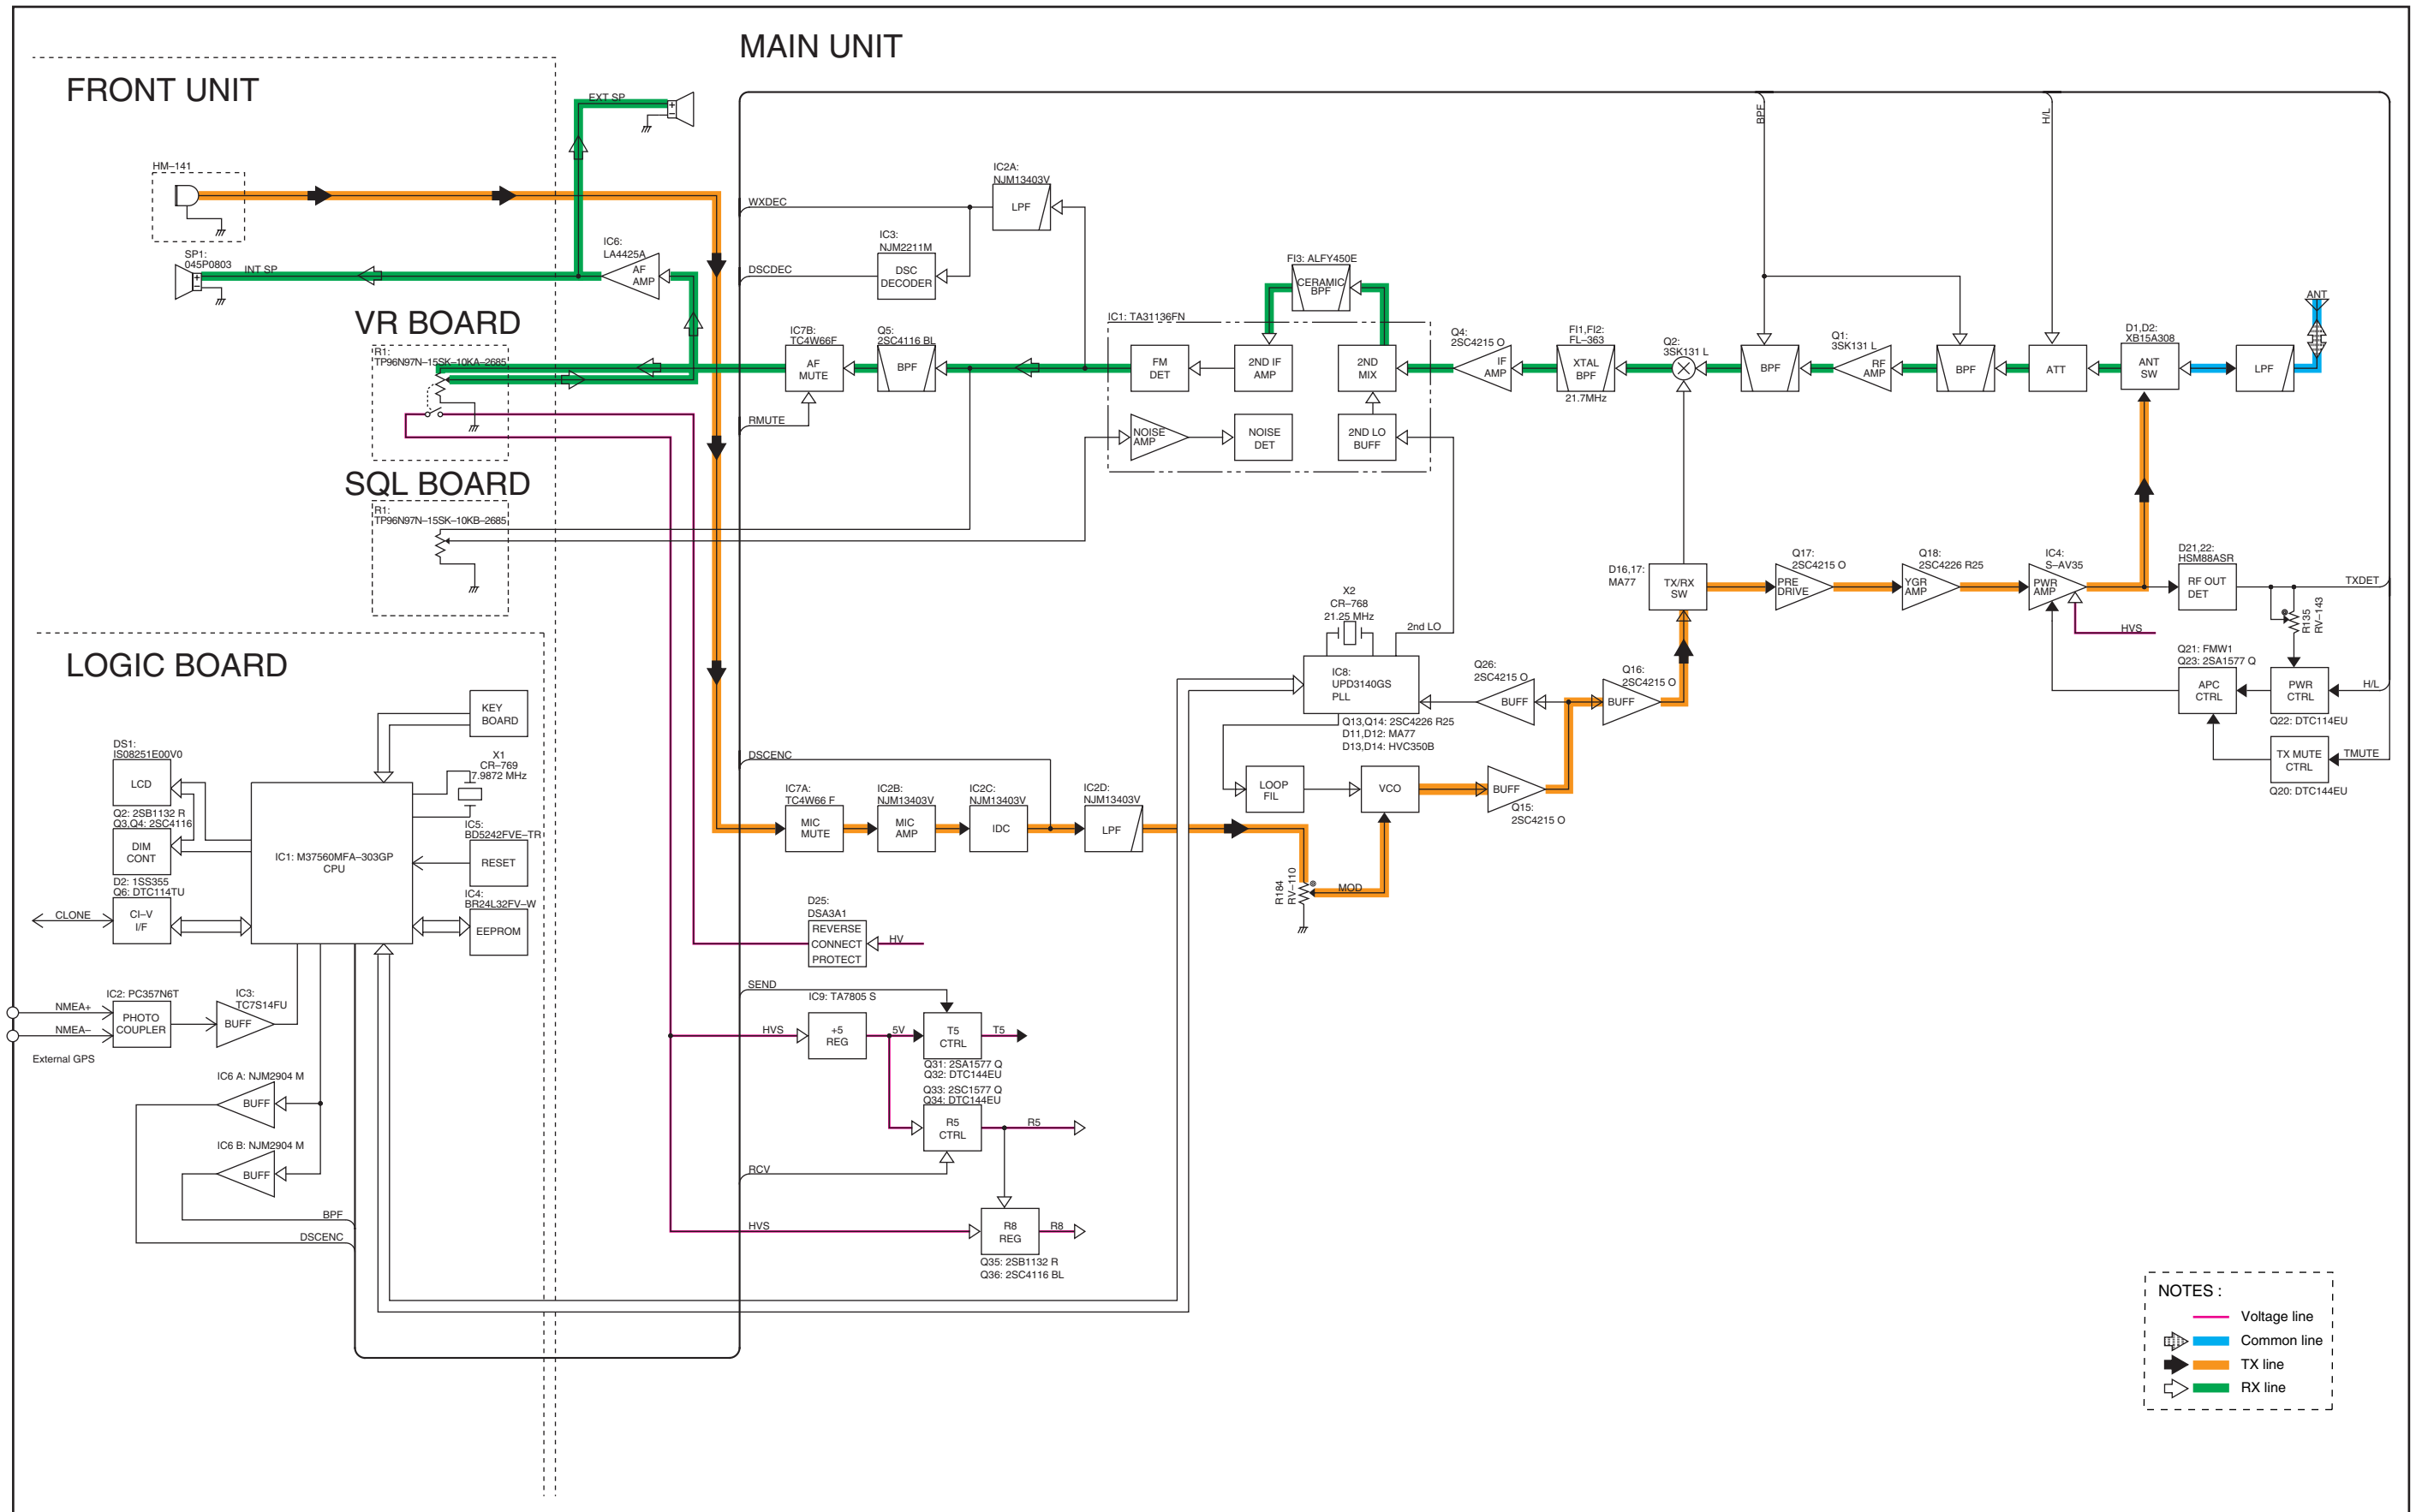 MAIN UNIT
FRONT UNIT
EXT SP
HM–141
SP1:
045P0803
INT SP
IC6:
LA4425A
AF
AMP
VR BOARD
R1:
TP96N97N–15SK–10KA–2685
SQL BOARD
R1:
TP96N97N–15SK–10KB–2685
WXDEC
IC2A:
NJM13403V
LPF
DSCDEC
IC3:
NJM2211M
DSC
DECODER
IC7B:
TC4W66F
AF
MUTE
Q5:
2SC4116 BL
BPF
RMUTE
IC1: TA31136FN
FM
DET
2ND IF
AMP
2ND
MIX
NOISE
AMP
NOISE
DET
2ND LO
BUFF
FI3: ALFY450E
CERAMIC
BPF
Q4:
2SC4215 O
IF
AMP
FI1,FI2:
FL–363
XTAL
BPF
21.7MHz
Q2:
3SK131 L
BPF
Q1:
3SK131 L
RF
AMP
BPF
ATT
D1,D2:
XB15A308
ANT
SW
LPF
ANT
BPF
H/L
D16,17:
MA77
TX/RX
SW
Q17:
2SC4215 O
PRE
DRIVE
Q18:
2SC4226 R25
YGR
AMP
IC4:
S–AV35
PWR
AMP
D21,22:
HSM88ASR
RF OUT
DET
TXDET
R135
RV–143
HVS
Q21: FMW1
Q23: 2SA1577 Q
APC
CTRL
PWR
CTRL
H/L
Q22: DTC114EU
TX MUTE
CTRL
TMUTE
Q20: DTC144EU
X2
CR–768
21.25 MHz
2nd LO
IC8:
UPD3140GS
PLL
Q26:
2SC4215 O
BUFF
Q16:
2SC4215 O
BUFF
Q13,Q14: 2SC4226 R25
D11,D12: MA77
D13,D14: HVC350B
LOOP
FIL
VCO
BUFF
Q15:
2SC4215 O
DSCENC
IC7A:
TC4W66 F
MIC
MUTE
IC2B:
NJM13403V
MIC
AMP
IC2C:
NJM13403V
IDC
IC2D:
NJM13403V
LPF
R184
RV–110
MOD
D25:
DSA3A1
REVERSE
CONNECT
PROTECT
HV
SEND
IC9: TA7805 S
HVS
+5
REG
5V
T5
CTRL
T5
Q31: 2SA1577 Q
Q32: DTC144EU
Q33: 2SC1577 Q
Q34: DTC144EU
R5
CTRL
R5
RCV
HVS
R8
REG
R8
Q35: 2SB1132 R
Q36: 2SC4116 BL
LOGIC BOARD
KEY
BOARD
DS1:
IS08251E00V0
LCD
X1
CR–769
7.9872 MHz
Q2: 2SB1132 R
Q3,Q4: 2SC4116
DIM
CONT
IC1: M37560MFA–303GP
CPU
IC5:
BD5242FVE–TR
RESET
D2: 1SS355
Q6: DTC114TU
CLONE
CI–V
I/F
IC4:
BR24L32FV–W
EEPROM
NMEA+
NMEA–
IC2: PC357N6T
PHOTO
COUPLER
IC3:
TC7S14FU
BUFF
External GPS
IC6 A: NJM2904 M
BUFF
IC6 B: NJM2904 M
BUFF
BPF
DSCENC
NOTES :
Voltage line
Common line
TX line
RX line